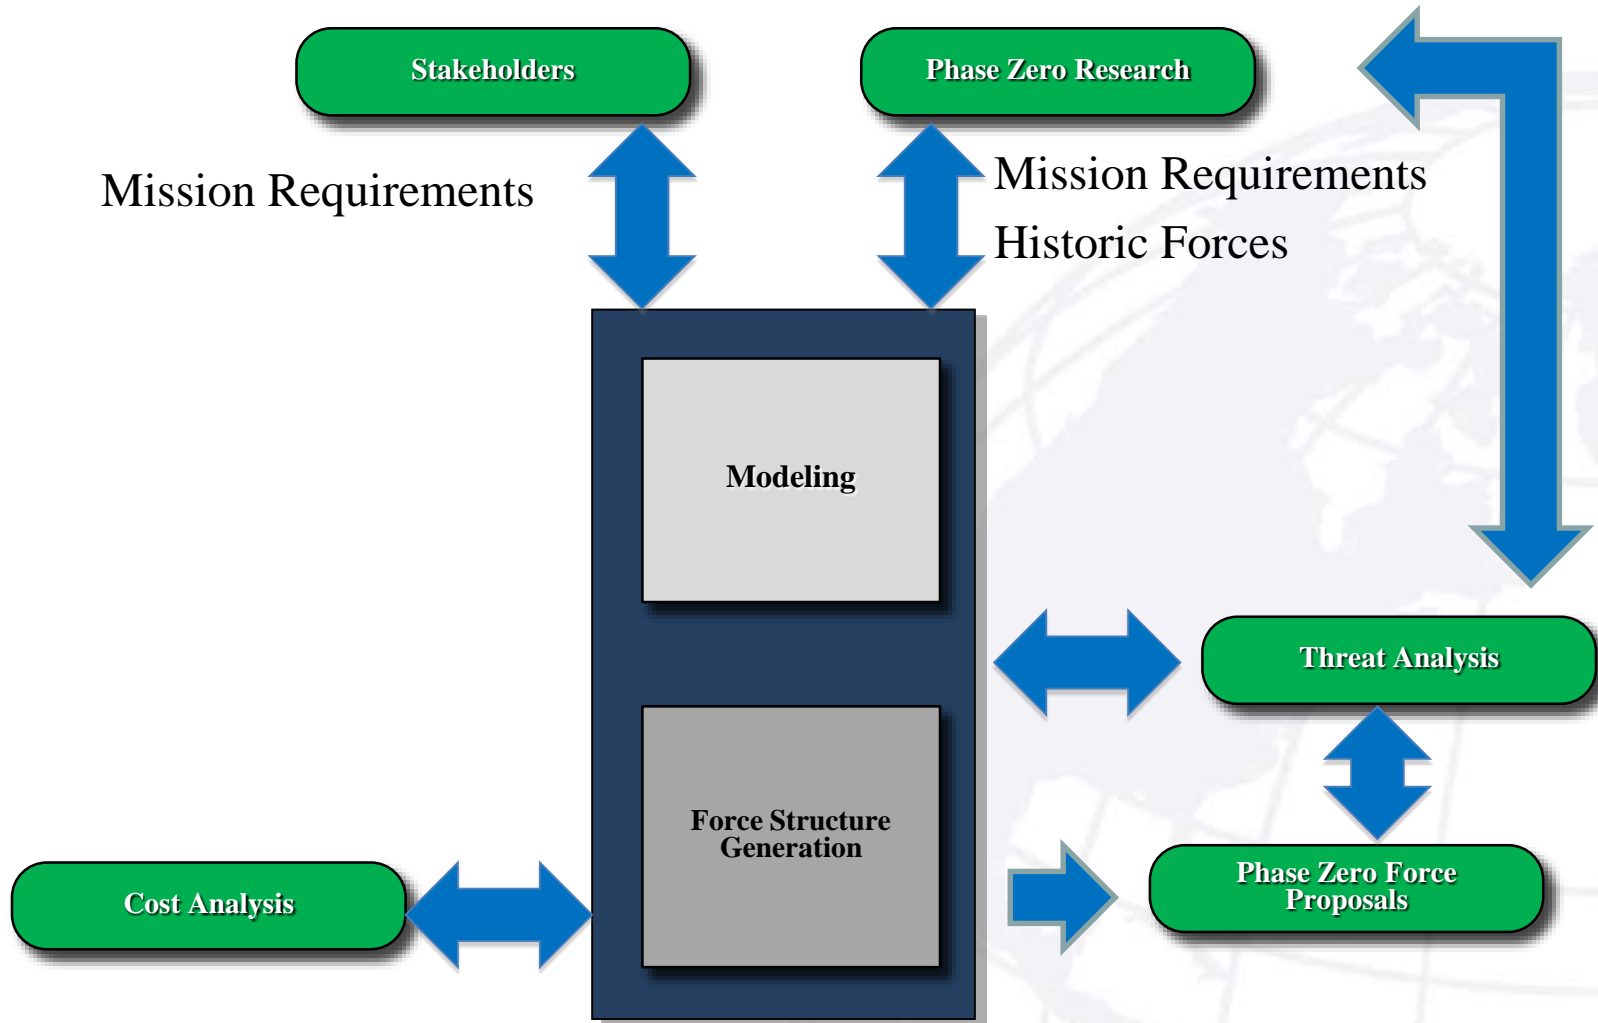 Stakeholders
Phase Zero Research
Mission Requirements
Mission Requirements
Historic Forces
Modeling
Threat Analysis
Force Structure
Generation
Phase Zero Force
Proposals
Cost Analysis